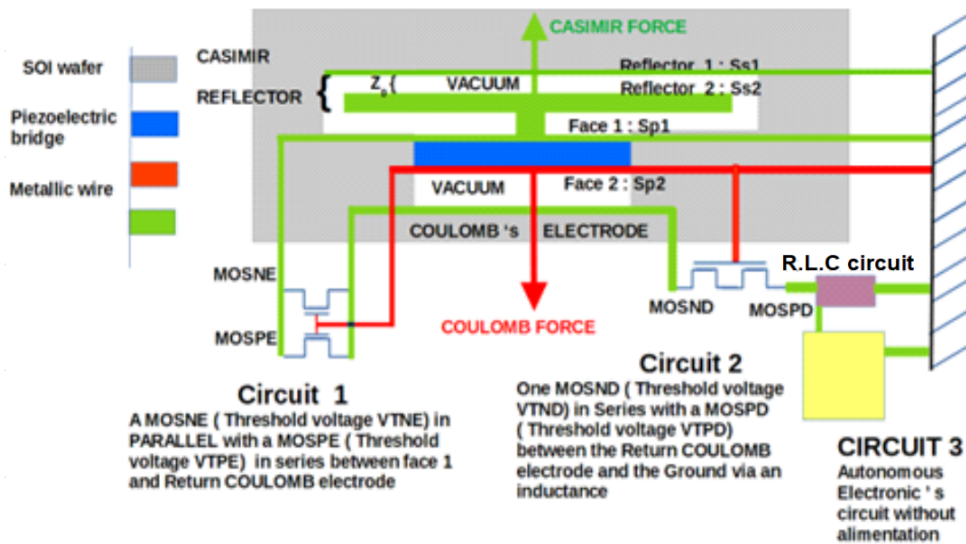 CASIMIR FORCE
SOI wafer
CASIMIR
REFLECTOR
Z0{
{
VACUUM
Reflector 1 : Ss1
Reflector 2 : Ss2
Piezoelectric
bridge
Face 1 : Sp1
Metallic wire
VACUUM
Face 2 : Sp2
COULOMB 's ELECTRODE
MOSNE
MOSPE
R.L.C circuit
MOSND
MOSPD
COULOMB FORCE
Circuit 1
A MOSNE ( Threshold voltage VTNE) in
PARALLEL with a MOSPE ( Threshold
voltage VTPE) in series between face 1
and Return COULOMB electrode
Circuit 2
One MOSND ( Threshold voltage
VTND) in Series with a MOSPD
( Threshold voltage VTPD)
between the Return COULOMB
electrode and the Ground via an
inductance
CIRCUIT 3
Autonomous
Electronic ' s
circuit without
alimentation